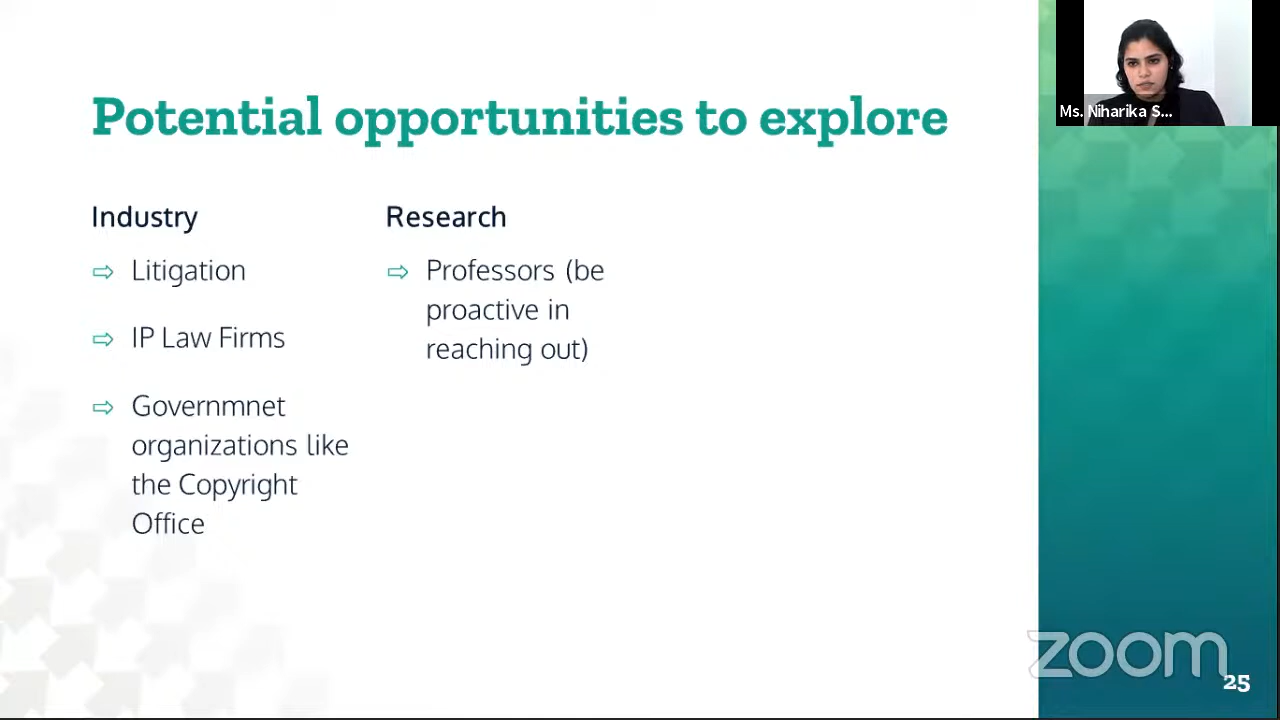 Potential opportunities to explore
Industry
⇨ Litigation
⇨ IP Law Firms
⇨ Governmnet
organizations like
the Copyright
Office
Research
⇨ Professors (be
proactive in
reaching out)
Ms. Niharika S...
zoom
25